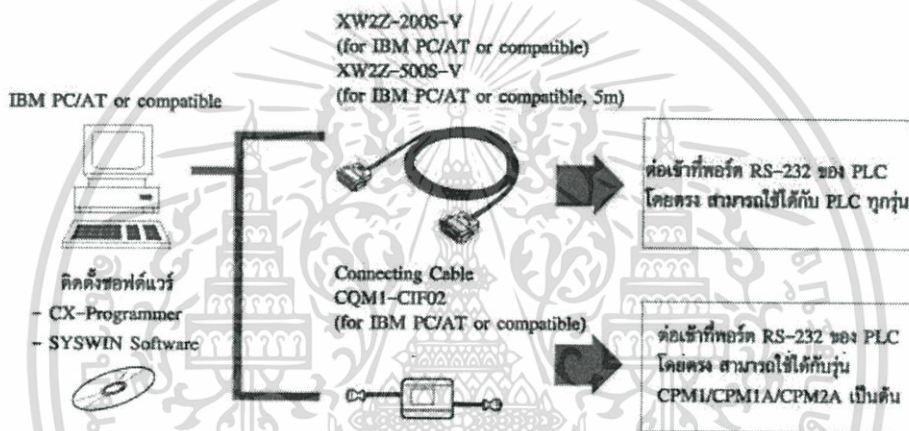 XW2Z-200S-V
(for IBM PC/AT or compatible)
XW2Z-500S-V
(for IBM PC/AT or compatible, 5m)
IBM PC/AT or compatible
ติดตั้งซอฟต์แวร์
- CX-Programmer
- SYSWIN Software
ต่อเข้าที่พอร์ต RS-232 ของ PLC
โดยตรง สามารถใช้ได้กับ PLC ทุกรุ่น
Connecting Cable
CQM1-CIF02
(for IBM PC/AT or compatible)
ต่อเข้าที่พอร์ต RS-232 ของ PLC
โดยตรง สามารถใช้ได้กับรุ่น
CPM1/CPM1A/CPM2A เป็นต้น